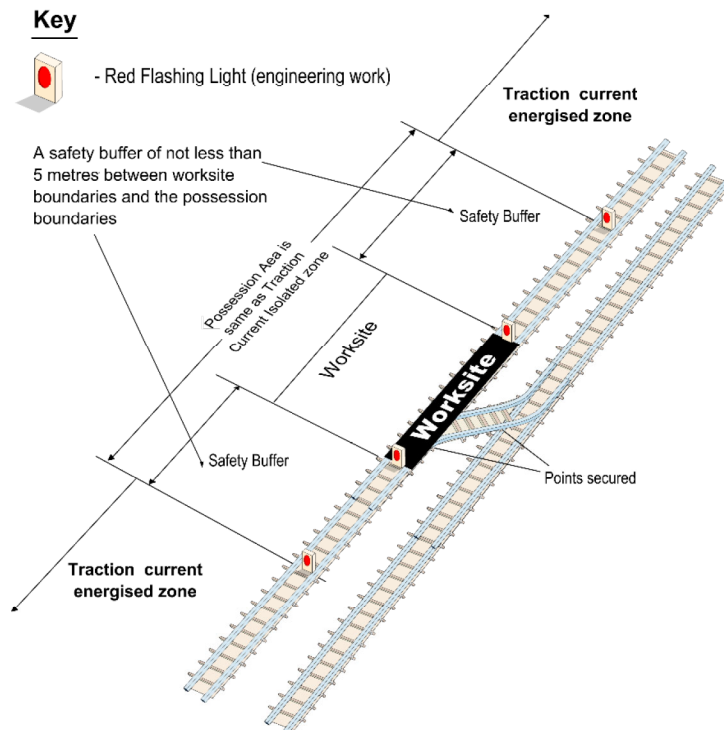 Key
- Red Flashing Light (engineering work)
Traction current
energised zone
A safety buffer of not less than
5 metres between worksite
boundaries and the possession
boundaries
Safety Buffer
Possession Aea is
same as Traction
Current Isolated zone
Worksite
Worksite
Safety Buffer
Points secured
Traction current
energised zone